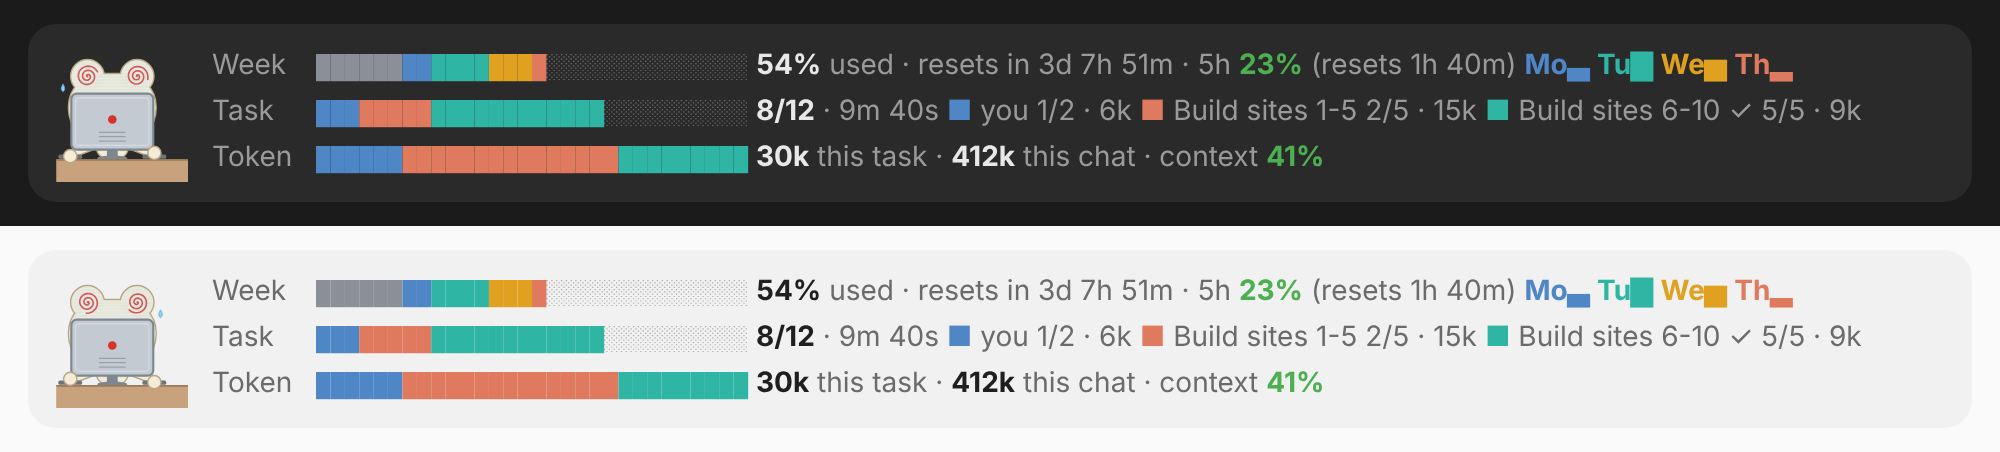 Week 54% used · resets in 3d 7h 51m · 5h 23% (resets 1h 40m) Mo Tu We Th
Task 8/12 · 9m 40s you 1/2 · 6k Build sites 1-5 2/5 · 15k Build sites 6-10 ✓ 5/5 · 9k
Token 30k this task · 412k this chat · context 41%
Week 54% used · resets in 3d 7h 51m · 5h 23% (resets 1h 40m) Mo Tu We Th
Task 8/12 · 9m 40s you 1/2 · 6k Build sites 1-5 2/5 · 15k Build sites 6-10 ✓ 5/5 · 9k
Token 30k this task · 412k this chat · context 41%